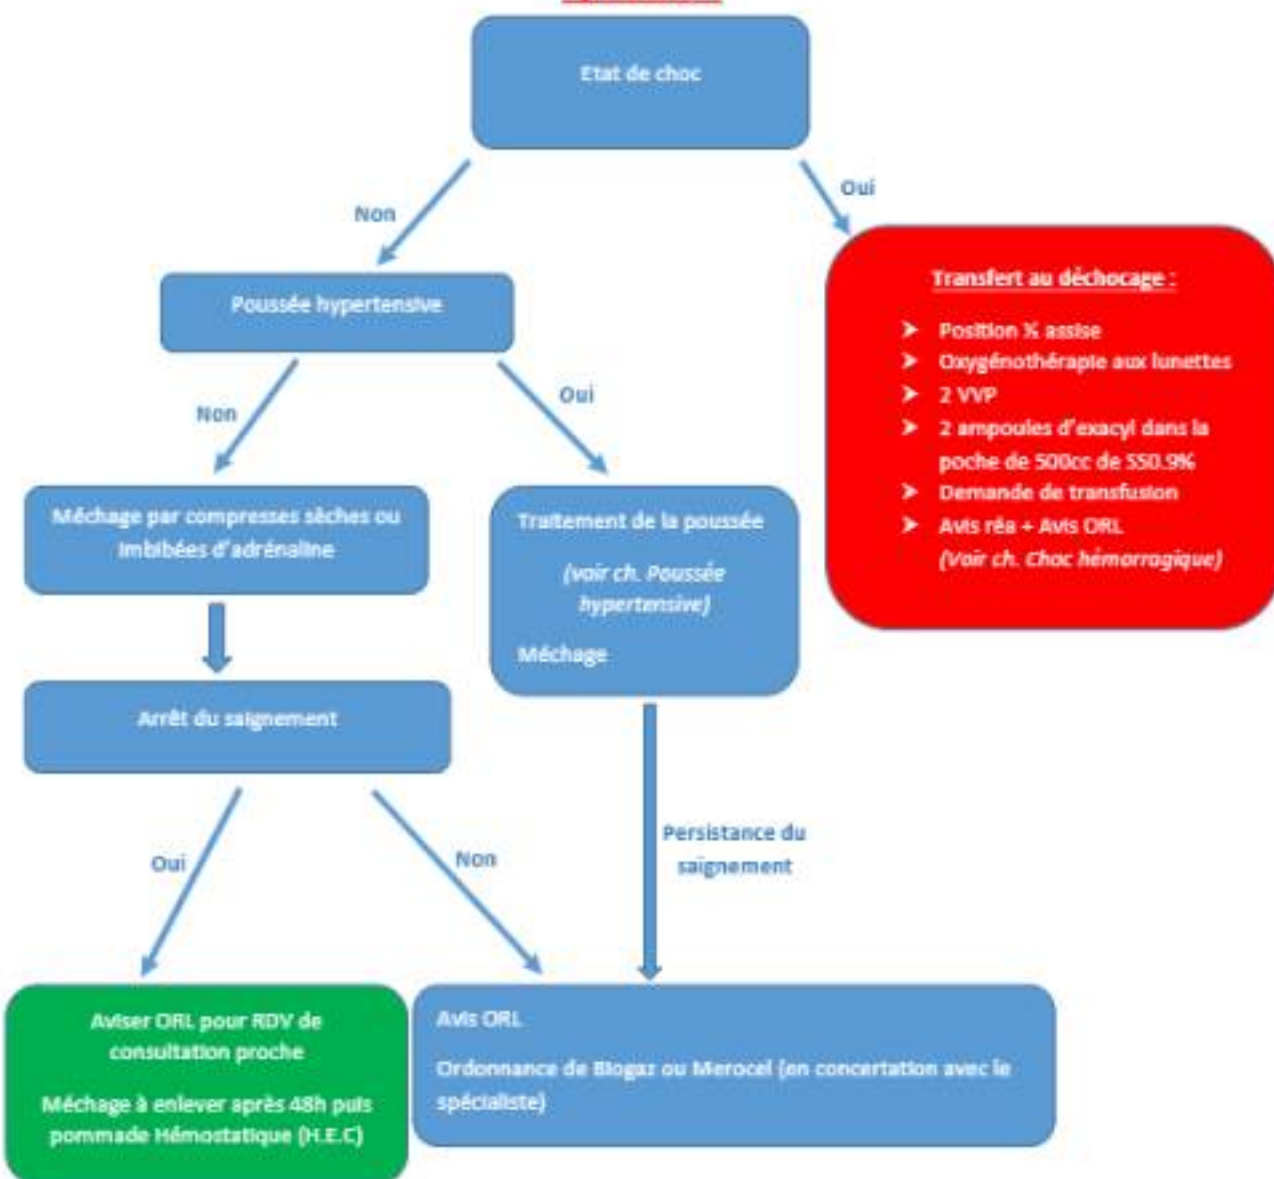 Etat de choc
Non
Oui
Poussée hypertensive
Transfert au déchocage :
➤ Position ½ assise
➤ Oxygénothérapie aux lunettes
➤ 2 VVP
➤ 2 ampoules d'exacyl dans la
poche de 500cc de SS0.9%
➤ Demande de transfusion
➤ Avis réa + Avis ORL
(Voir ch. Choc hémorragique)
Non
Oui
Méchage par compresses sèches ou
imbibées d'adrénaline
Traitement de la poussée
(voir ch. Poussée
hypertensive)
Méchage
Arrêt du saignement
Oui
Non
Persistance du
saignement
Aviser ORL pour RDV de
consultation proche
Méchage à enlever après 48h puis
pommade Hémostatique (H.E.C)
Avis ORL
Ordonnance de Biogaz ou Merocel (en concertation avec le
spécialiste)